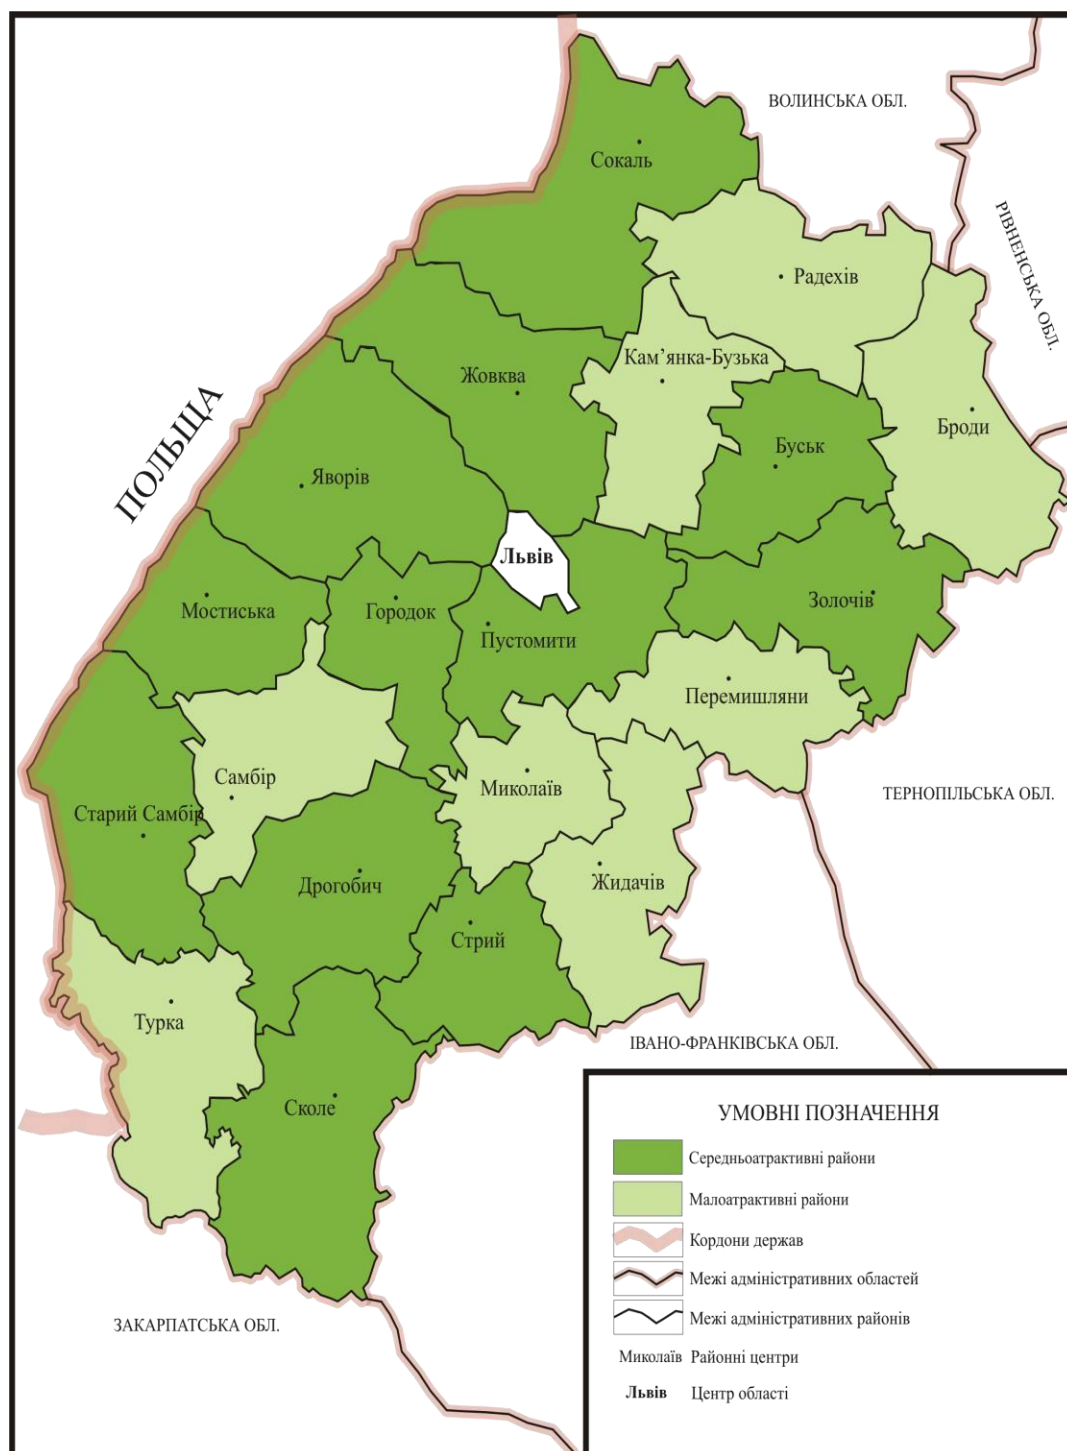 ВОЛИНСЬКА ОБЛ.
Сокаль
РІВНЕНСЬКА ОБЛ.
Радехів
Кам’янка-Бузька
Жовква
ПОЛЬЩА
Броди
Буськ
Яворів
Львів
Золочів
Мостиська
Городок
Пустомити
Перемишляни
Самбір
Миколаїв
ТЕРНОПІЛЬСЬКА ОБЛ.
Старий Самбір
Дрогобич
Жидачів
Стрий
Турка
ІВАНО-ФРАНКІВСЬКА ОБЛ.
Сколе
ЗАКАРПАТСЬКА ОБЛ.
УМОВНІ ПОЗНАЧЕННЯ
Середньоатрактивні райони
Малоатрактивні райони
Кордони держав
Межі адміністративних областей
Межі адміністративних районів
Миколаїв Районні центри
Львів Центр області